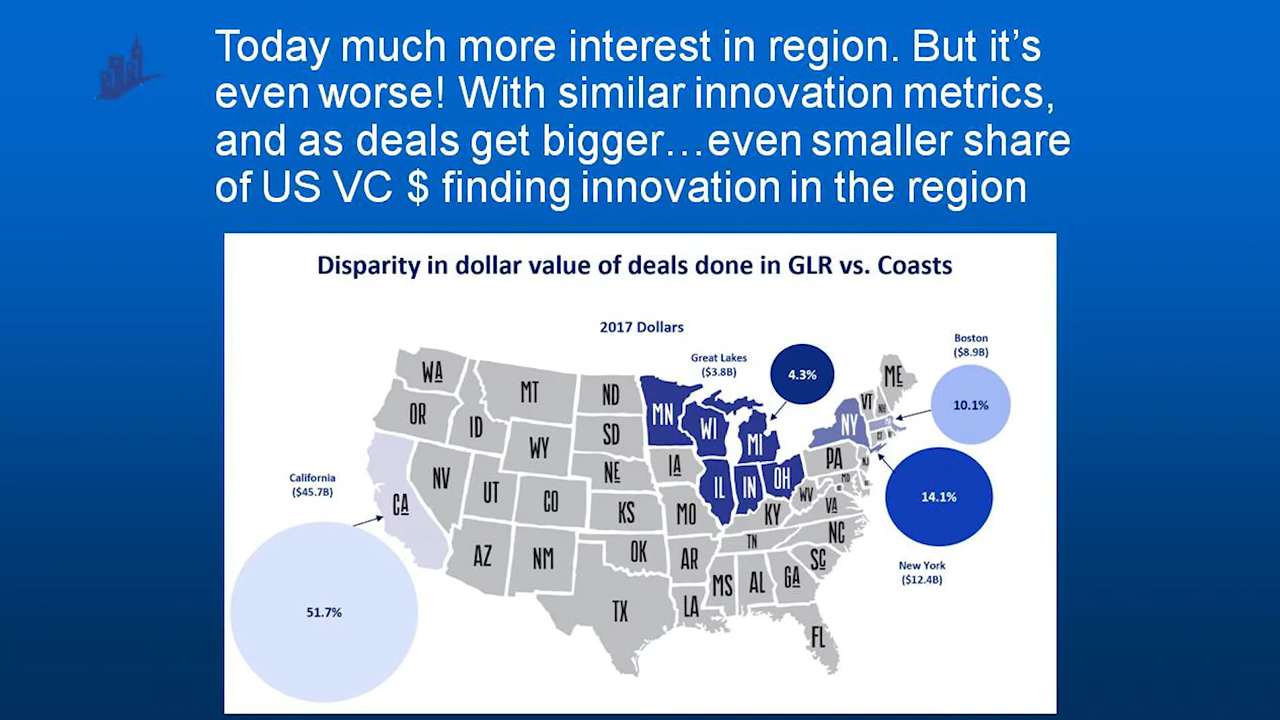 Today much more interest in region. But it’s
even worse! With similar innovation metrics,
and as deals get bigger…even smaller share
of US VC $ finding innovation in the region
Disparity in dollar value of deals done in GLR vs. Coasts
2017 Dollars
Great Lakes
($3.8B)
4.3%
Boston
($8.9B)
10.1%
California
($45.7B)
51.7%
14.1%
New York
($12.4B)
WA
MT
ND
MN
OR
ID
WY
SD
WI
MI
NY
VT
NH
ME
NV
UT
CO
NE
IA
IL
IN
OH
PA
CA
KS
MO
KY
WV
VA
MD
AZ
NM
OK
AR
TN
NC
SC
TX
LA
MS
AL
GA
FL